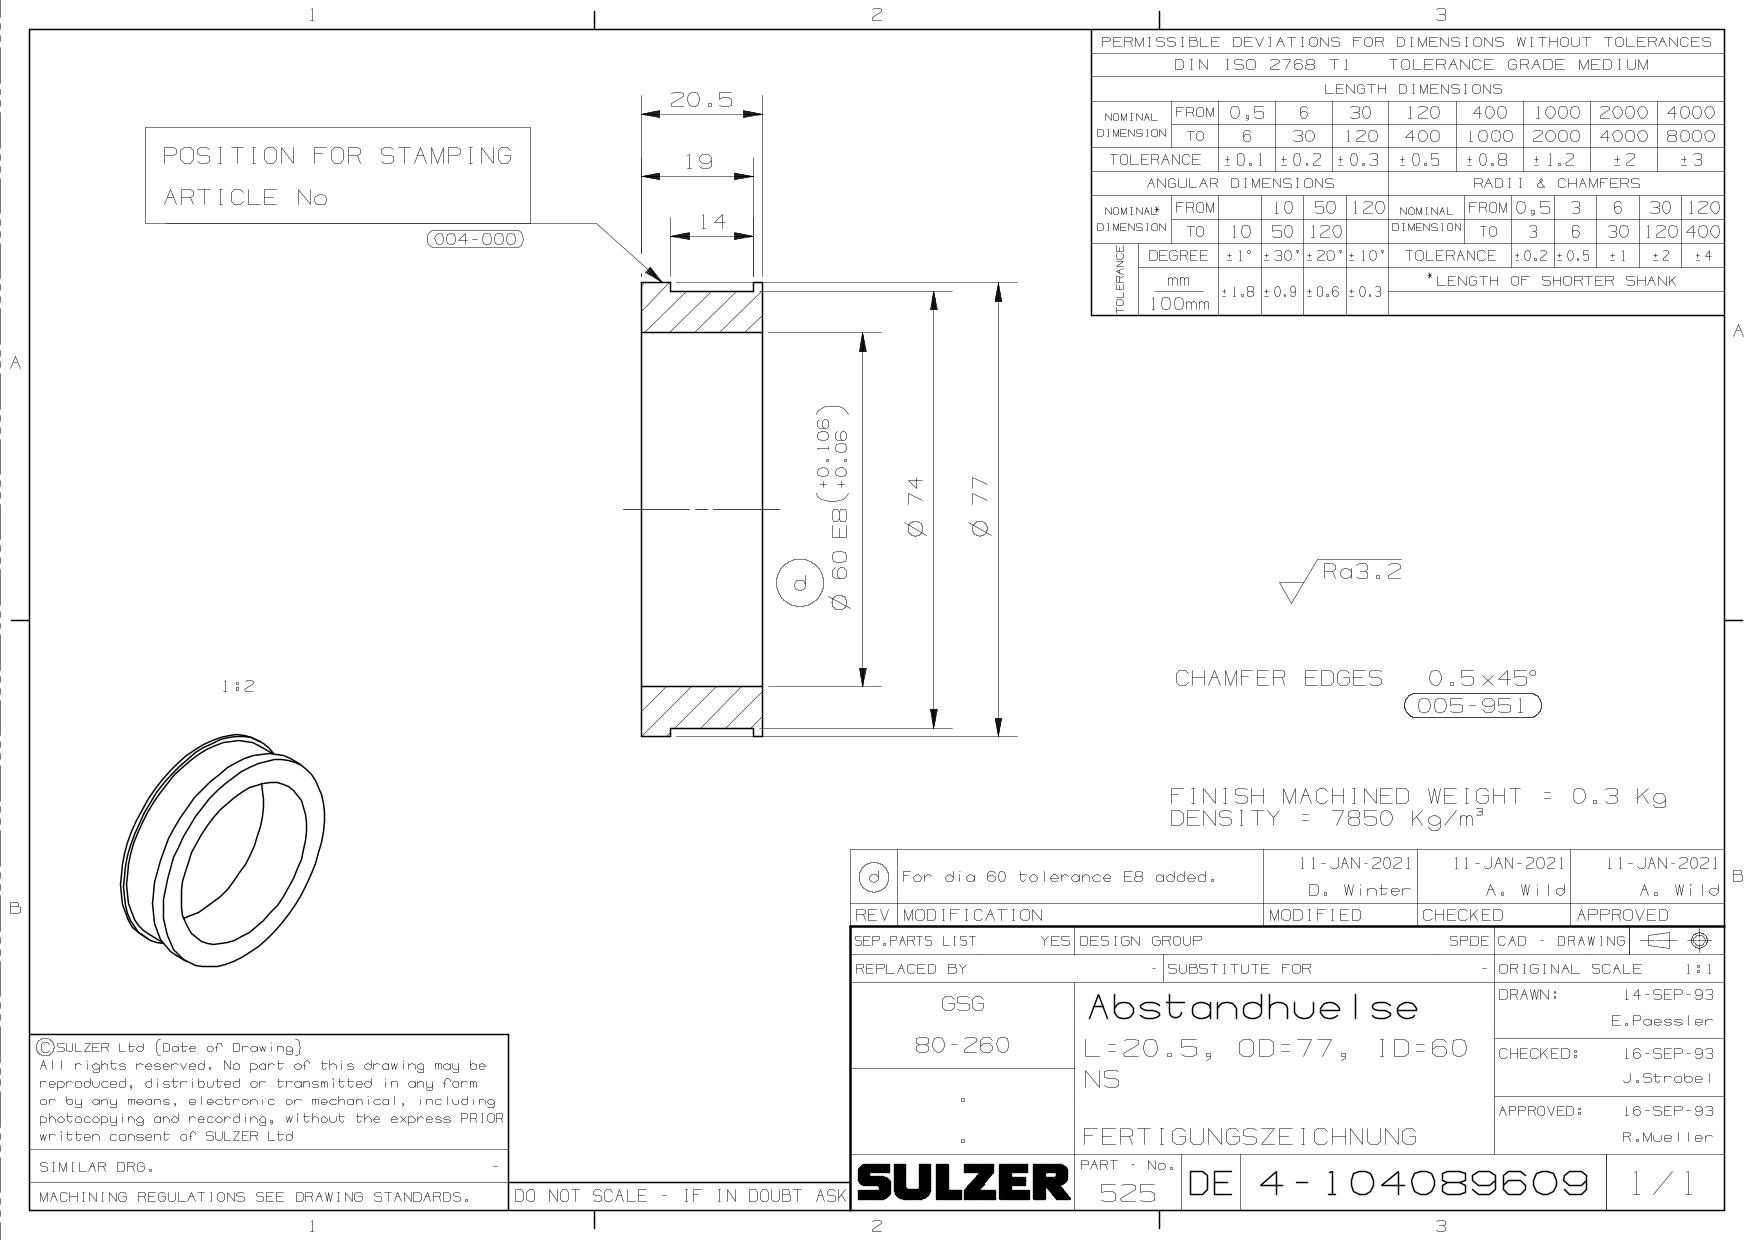 1 2 3
PERMISSIBLE DEVIATIONS FOR DIMENSIONS WITHOUT TOLERANCES
DIN ISO 2768 T1 TOLERANCE GRADE MEDIUM
LENGTH DIMENSIONS
NOMINAL DIMENSION FROM 0,5 6 30 120 400 1000 2000 4000
TO 6 30 120 400 1000 2000 4000 8000
TOLERANCE ±0.1 ±0.2 ±0.3 ±0.5 ±0.8 ±1.2 ±2 ±3
ANGULAR DIMENSIONS RADII & CHAMFERS
NOMINAL* DIMENSION FROM 10 50 120 NOMINAL DIMENSION FROM 0,5 3 6 30 120
TO 10 50 120 TO 3 6 30 120 400
TOLERANCE DEGREE ±1° ±30' ±20' ±10' TOLERANCE ±0.2 ±0.5 ±1 ±2 ±4
mm/100mm ±1.8 ±0.9 ±0.6 ±0.3 *LENGTH OF SHORTER SHANK
20.5
19
14
POSITION FOR STAMPING
ARTICLE No
004-000
A A
Ø 60 E8 (+0.106 +0.06)
d
Ø 74
Ø 77
Ra3.2
CHAMFER EDGES 0.5x45°
005-951
1:2
FINISH MACHINED WEIGHT = 0.3 Kg
DENSITY = 7850 Kg/m³
B B
d For dia 60 tolerance E8 added. 11-JAN-2021 11-JAN-2021 11-JAN-2021
D. Winter A. Wild A. Wild
REV MODIFICATION MODIFIED CHECKED APPROVED
SEP.PARTS LIST YES DESIGN GROUP SPDE CAD - DRAWING
REPLACED BY - SUBSTITUTE FOR - ORIGINAL SCALE 1:1
GSG
80-260
Abstandhuelse
L=20.5, OD=77, ID=60
NS
FERTIGUNGSZEICHNUNG
DRAWN: 14-SEP-93
E.Paessler
CHECKED: 16-SEP-93
J.Strobel
APPROVED: 16-SEP-93
R.Mueller
SULZER
PART - No.
525
DE 4-104089609 1/1
©SULZER Ltd (Date of Drawing)
All rights reserved. No part of this drawing may be
reproduced, distributed or transmitted in any form
or by any means, electronic or mechanical, including
photocopying and recording, without the express PRIOR
written consent of SULZER Ltd
SIMILAR DRG. -
MACHINING REGULATIONS SEE DRAWING STANDARDS.
DO NOT SCALE - IF IN DOUBT ASK
1 2 3